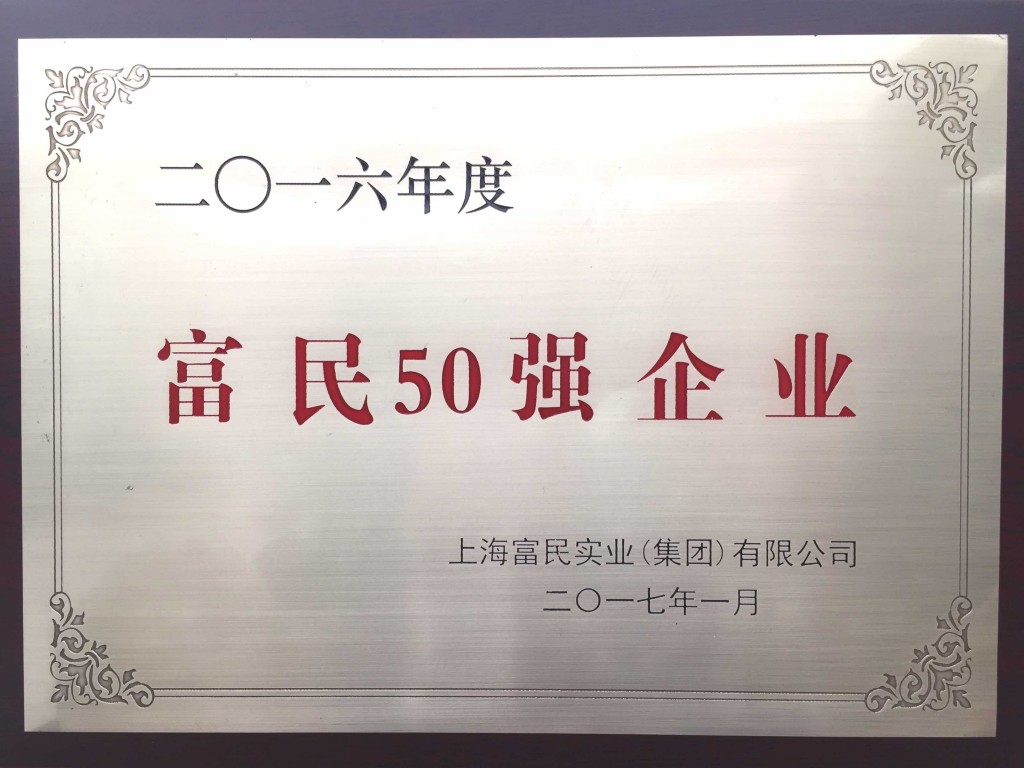 二〇一六年度
富民50强企业
上海富民实业(集团)有限公司
二〇一七年一月